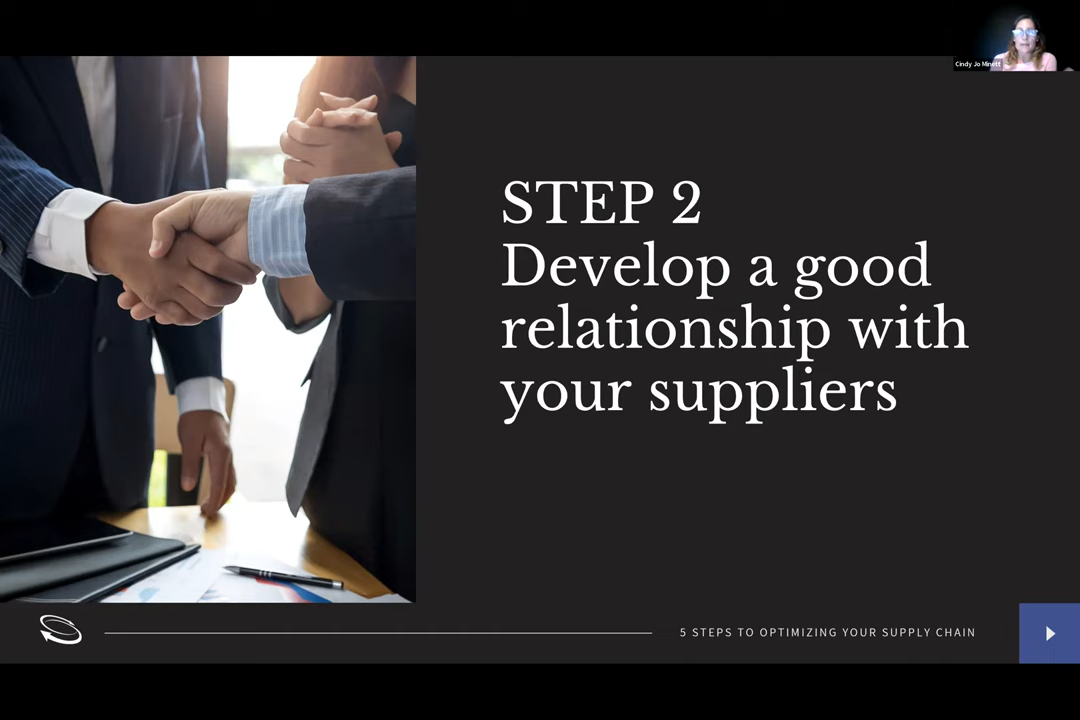 Cindy Jo Minett
STEP 2
Develop a good
relationship with
your suppliers
5 STEPS TO OPTIMIZING YOUR SUPPLY CHAIN